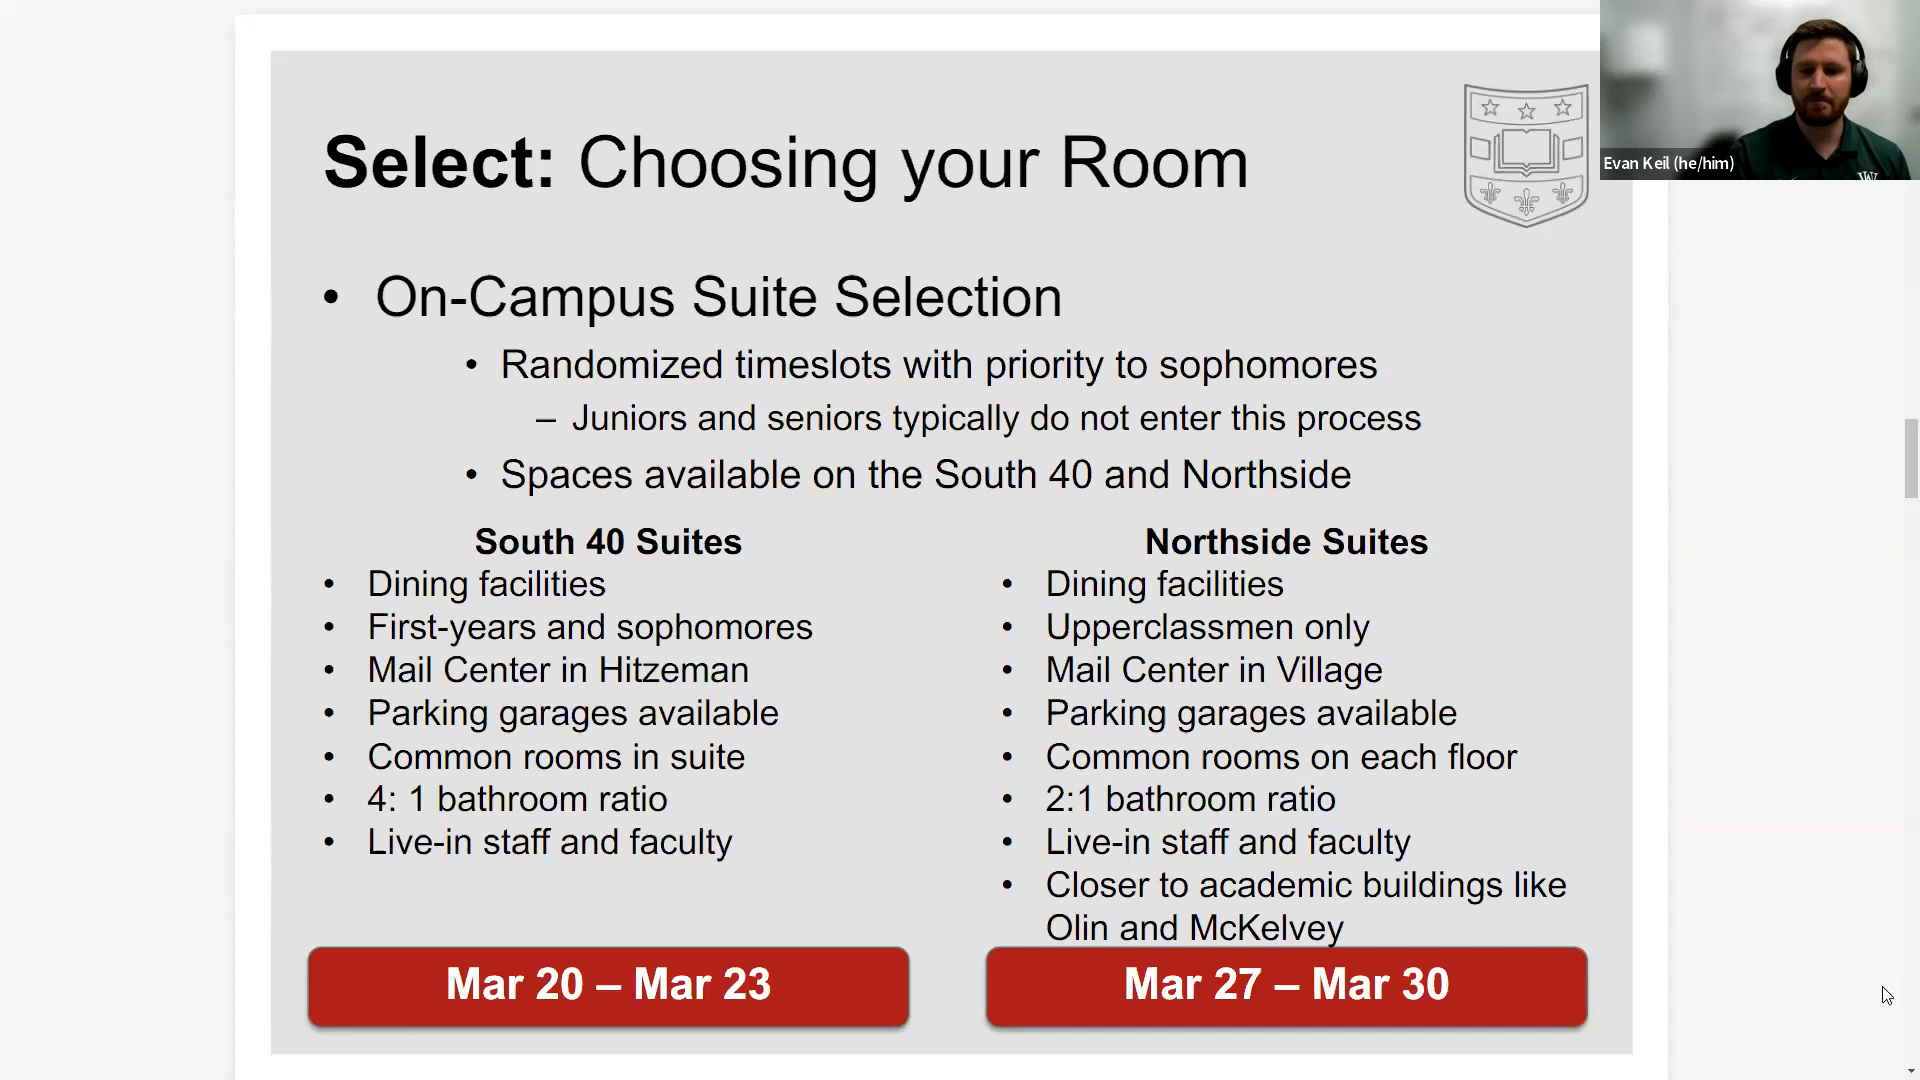 Select: Choosing your Room
Evan Keil (he/him)
• On-Campus Suite Selection
• Randomized timeslots with priority to sophomores
– Juniors and seniors typically do not enter this process
• Spaces available on the South 40 and Northside
South 40 Suites
• Dining facilities
• First-years and sophomores
• Mail Center in Hitzeman
• Parking garages available
• Common rooms in suite
• 4: 1 bathroom ratio
• Live-in staff and faculty
Mar 20 – Mar 23
Northside Suites
• Dining facilities
• Upperclassmen only
• Mail Center in Village
• Parking garages available
• Common rooms on each floor
• 2:1 bathroom ratio
• Live-in staff and faculty
• Closer to academic buildings like
Olin and McKelvey
Mar 27 – Mar 30